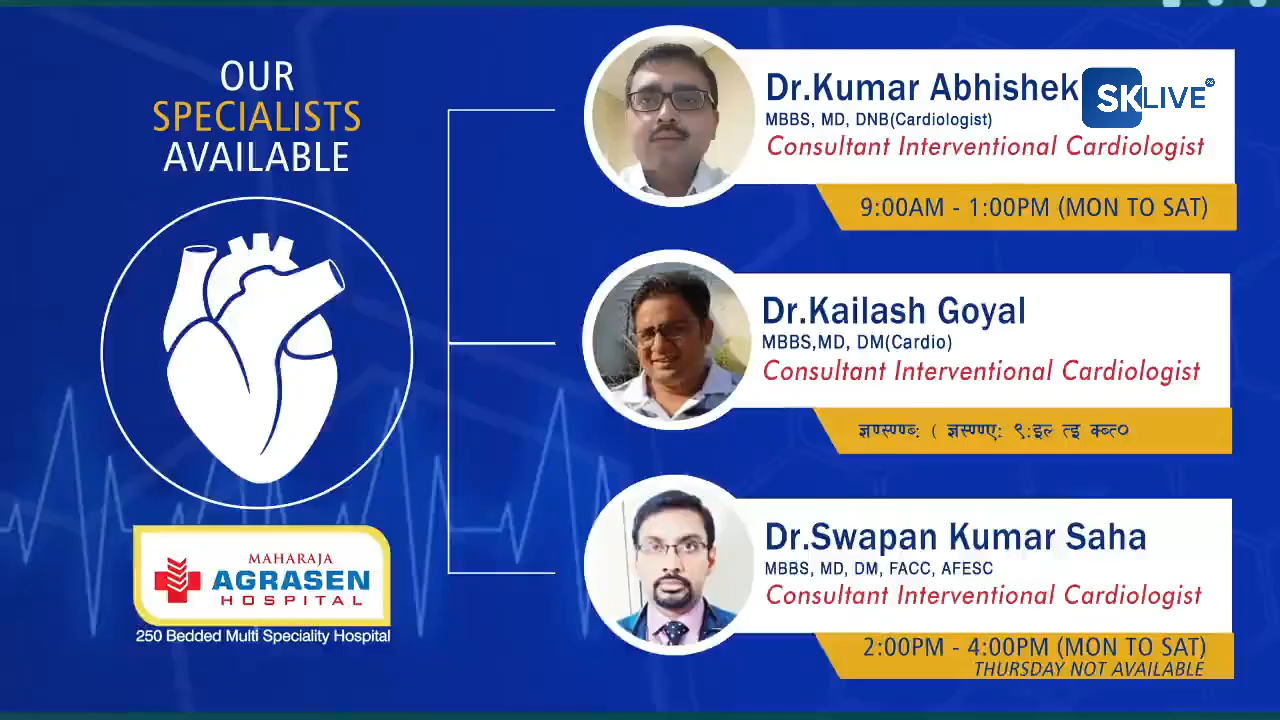 OUR
SPECIALISTS
AVAILABLE
MAHARAJA
AGRASEN
HOSPITAL
250 Bedded Multi Speciality Hospital
Dr.Kumar Abhishek
SK LIVE
MBBS, MD, DNB(Cardiologist)
Consultant Interventional Cardiologist
9:00AM - 1:00PM (MON TO SAT)
Dr.Kailash Goyal
MBBS,MD, DM(Cardio)
Consultant Interventional Cardiologist
Dr.Swapan Kumar Saha
MBBS, MD, DM, FACC, AFESC
Consultant Interventional Cardiologist
2:00PM - 4:00PM (MON TO SAT)
THURSDAY NOT AVAILABLE